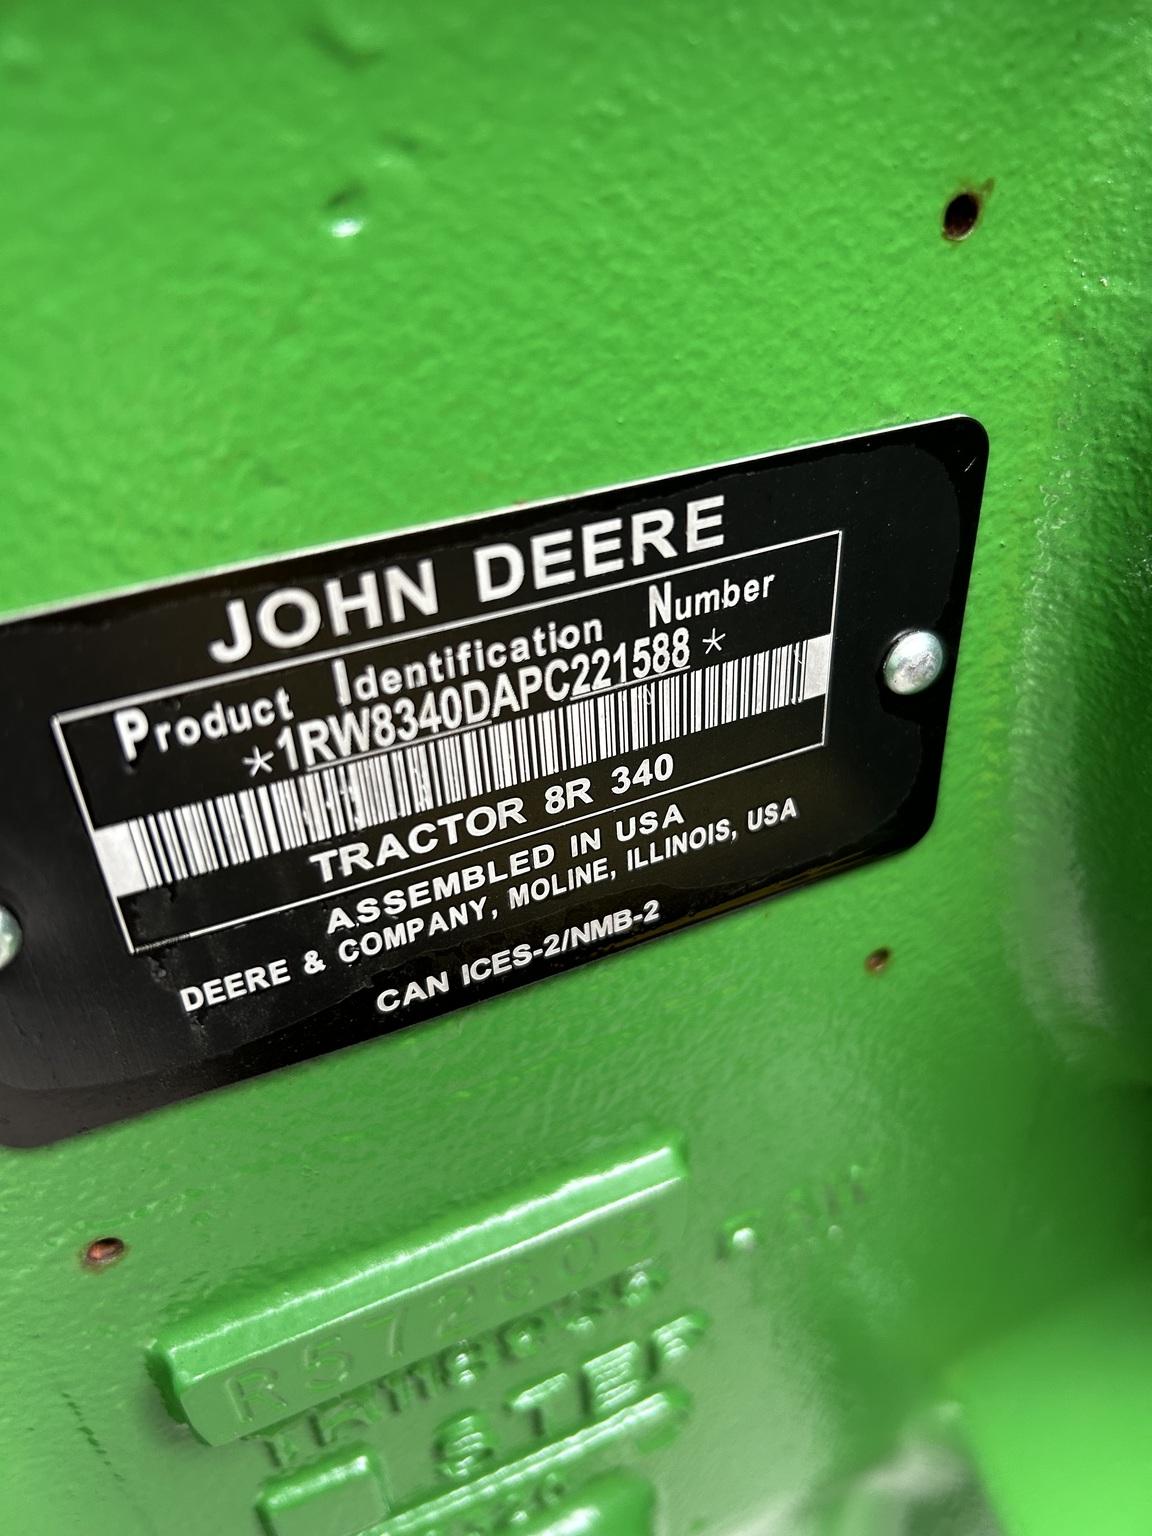 JOHN DEERE
Product Identification Number
*1RW8340DAPC221588*
TRACTOR 8R 340
ASSEMBLED IN USA
DEERE & COMPANY, MOLINE, ILLINOIS, USA
CAN ICES-2/NMB-2
R572608